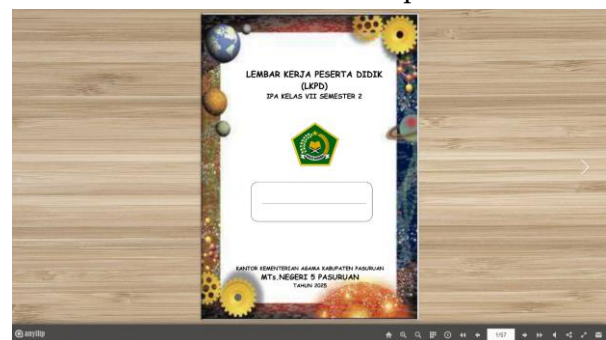 LEMBAR KERJA PESERTA DIDIK
(LKPD)
IPA KELAS VII SEMESTER 2
KANTOR KEMENTERIAN AGAMA KABUPATEN PASURUAN
MTs.NEGERI 5 PASURUAN
TAHUN 2025
anyflip
1/57